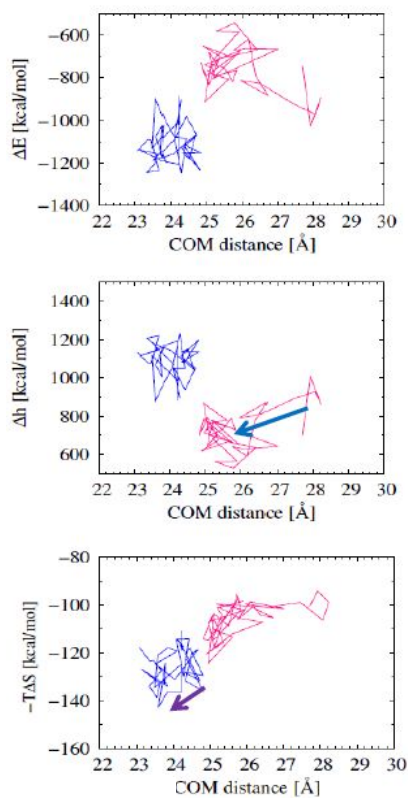 ΔE [kcal/mol]
−600
−800
−1000
−1200
−1400
22 23 24 25 26 27 28 29 30
COM distance [Å]
Δh [kcal/mol]
1400
1200
1000
800
600
22 23 24 25 26 27 28 29 30
COM distance [Å]
−TΔS [kcal/mol]
−80
−100
−120
−140
−160
22 23 24 25 26 27 28 29 30
COM distance [Å]